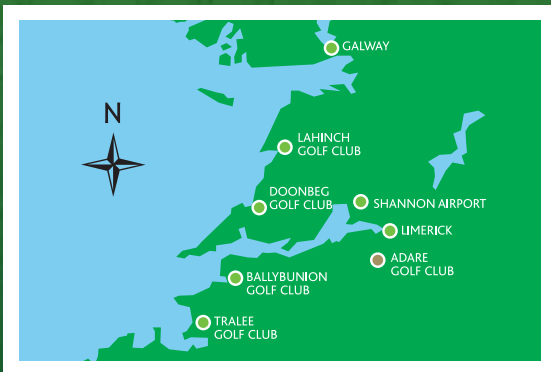 GALWAY
N
LAHINCH
GOLF CLUB
DOONBEG
GOLF CLUB
SHANNON AIRPORT
LIMERICK
ADARE
GOLF CLUB
BALLYBUNION
GOLF CLUB
TRALEE
GOLF CLUB